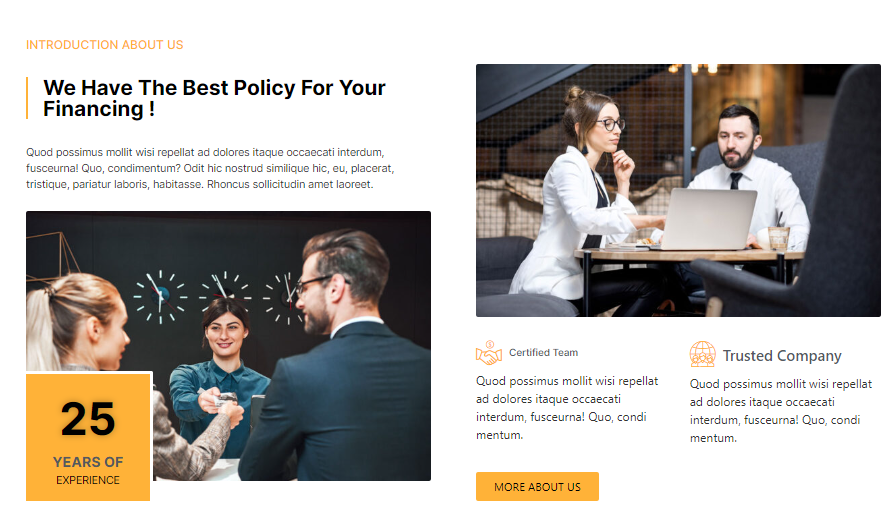 INTRODUCTION ABOUT US
We Have The Best Policy For Your
Financing !
Quod possimus mollit wisi repellat ad dolores itaque occaecati interdum,
fusceurna! Quo, condimentum? Odit hic nostrud similique hic, eu, placerat,
tristique, pariatur laboris, habitasse. Rhoncus sollicitudin amet laoreet.
25
YEARS OF
EXPERIENCE
Certified Team
Quod possimus mollit wisi repellat
ad dolores itaque occaecati
interdum, fusceurna! Quo, condi
mentum.
Trusted Company
Quod possimus mollit wisi repellat
ad dolores itaque occaecati
interdum, fusceurna! Quo, condi
mentum.
MORE ABOUT US